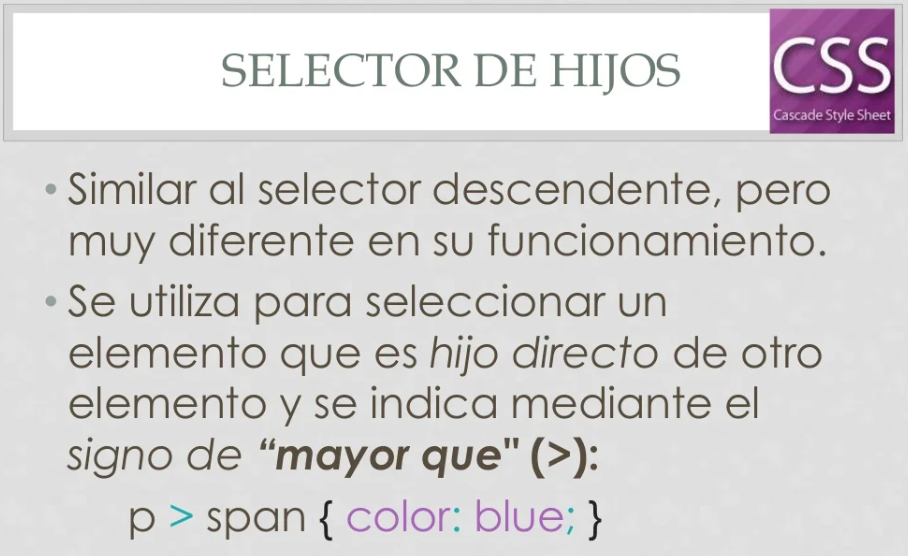 SELECTOR DE HIJOS
CSS
Cascade Style Sheet
• Similar al selector descendente, pero
muy diferente en su funcionamiento.
• Se utiliza para seleccionar un
elemento que es hijo directo de otro
elemento y se indica mediante el
signo de “mayor que" (>):
p > span { color: blue; }